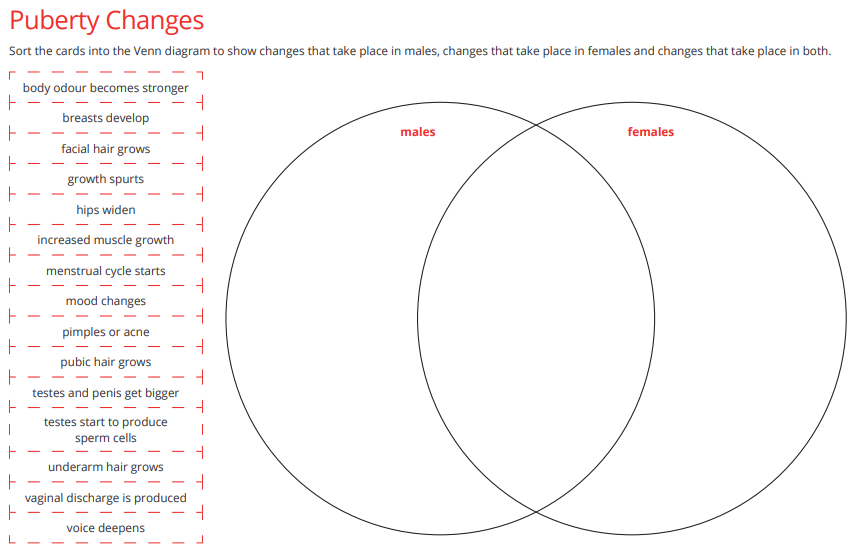 Puberty Changes
Sort the cards into the Venn diagram to show changes that take place in males, changes that take place in females and changes that take place in both.
body odour becomes stronger
breasts develop
facial hair grows
growth spurts
hips widen
increased muscle growth
menstrual cycle starts
mood changes
pimples or acne
pubic hair grows
testes and penis get bigger
testes start to produce
sperm cells
underarm hair grows
vaginal discharge is produced
voice deepens
males
females